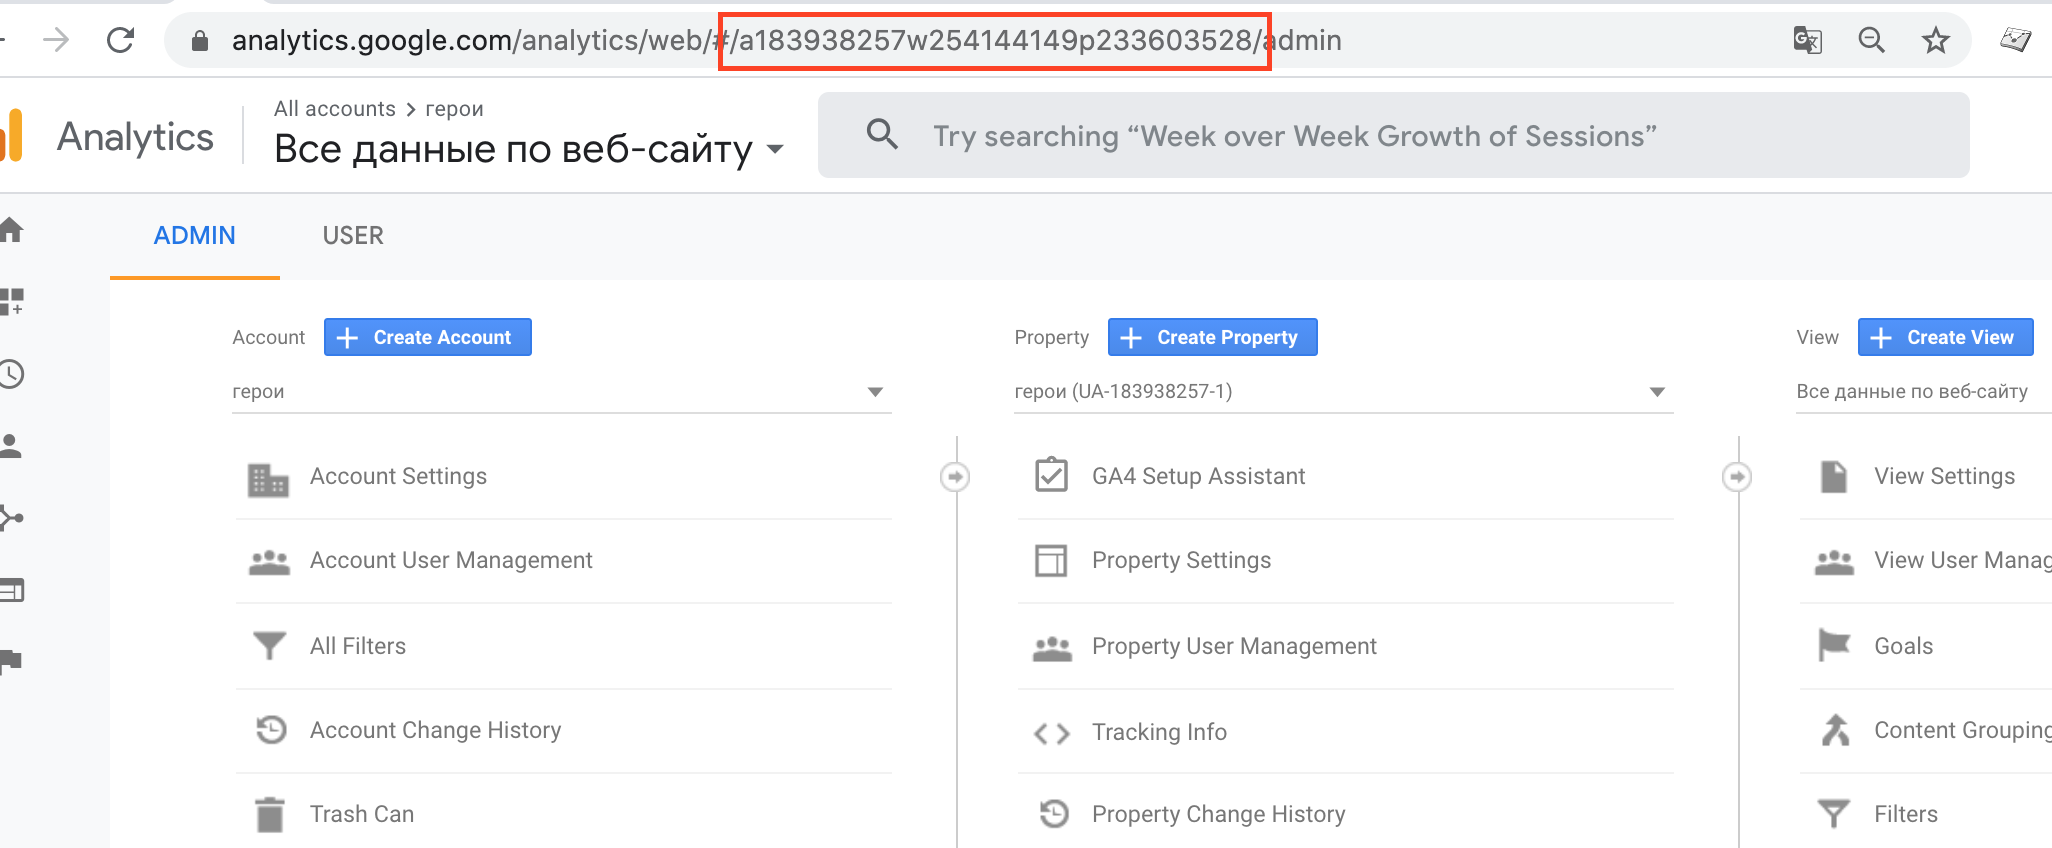 analytics.google.com/analytics/web/#/a183938257w254144149p233603528/admin
Analytics
All accounts > герои
Все данные по веб-сайту
Try searching “Week over Week Growth of Sessions”
ADMIN
USER
Account
Create Account
герои
Account Settings
Account User Management
All Filters
Account Change History
Trash Can
Property
Create Property
герои (UA-183938257-1)
GA4 Setup Assistant
Property Settings
Property User Management
Tracking Info
Property Change History
View
Create View
Все данные по веб-сайту
View Settings
View User Manag
Goals
Content Grouping
Filters